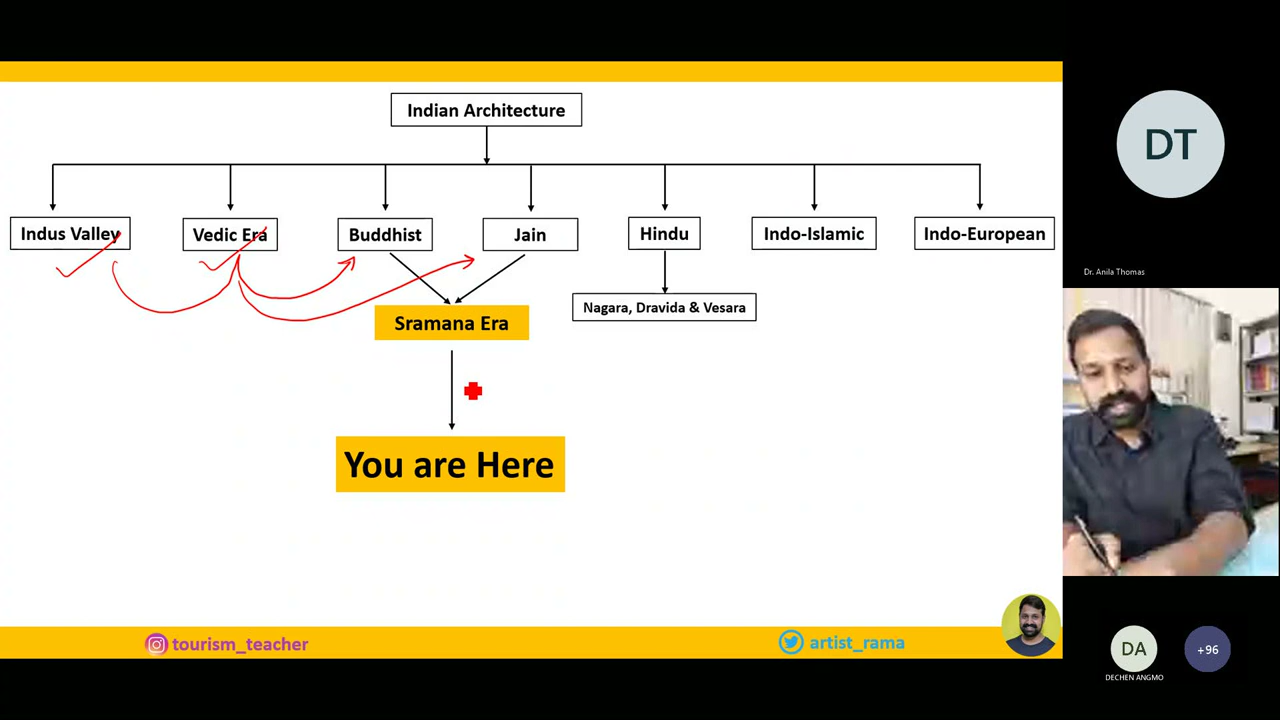 Indian Architecture
Indus Valley
Vedic Era
Buddhist
Jain
Hindu
Indo-Islamic
Indo-European
Nagara, Dravida & Vesara
Sramana Era
You are Here
tourism_teacher
artist_rama
DT
Dr. Anila Thomas
DA
+96
DECHEN ANGMO